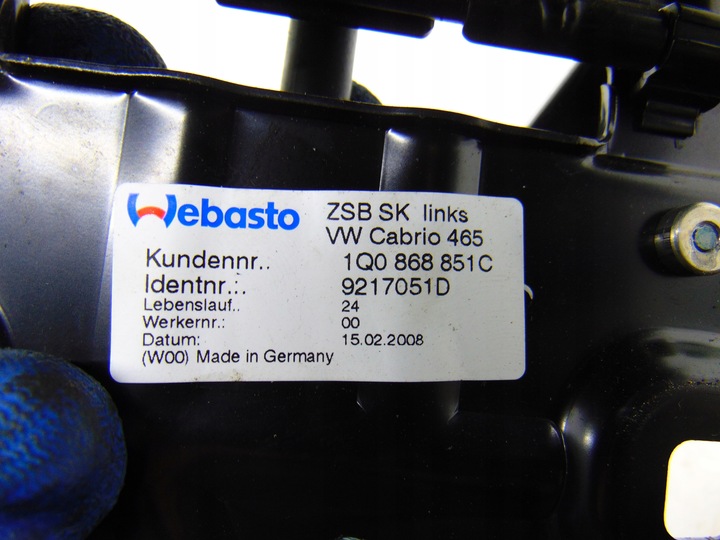 Webasto ZSB SK links
VW Cabrio 465
Kundennr.: 1Q0 868 851C
Identnr.:. 9217051D
Lebenslauf.. 24
Werkernr.: 00
Datum: 15.02.2008
(W00) Made in Germany